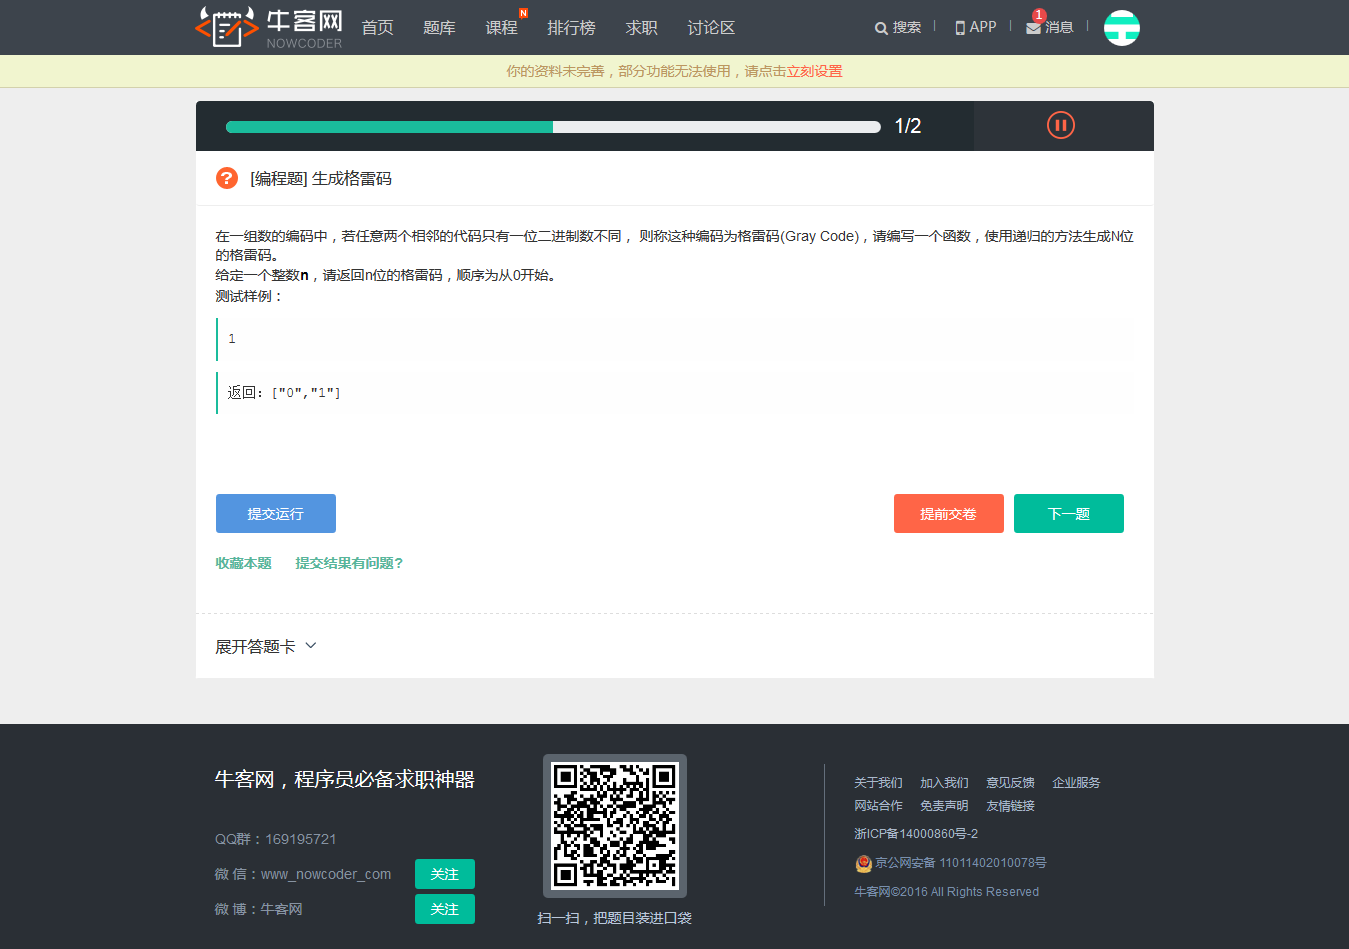 牛客网
NOWCODER
首页 题库 课程 N 排行榜 求职 讨论区 搜索 APP 1 消息
你的资料未完善，部分功能无法使用，请点击立刻设置
1/2
? [编程题] 生成格雷码
在一组数的编码中，若任意两个相邻的代码只有一位二进制数不同， 则称这种编码为格雷码(Gray Code)，请编写一个函数，使用递归的方法生成N位
的格雷码。
给定一个整数n，请返回n位的格雷码，顺序为从0开始。
测试样例：
1
返回：["0","1"]
提交运行 提前交卷 下一题
收藏本题 提交结果有问题?
展开答题卡
牛客网，程序员必备求职神器
QQ群：169195721
微 信：www_nowcoder_com 关注
微 博：牛客网 关注
扫一扫，把题目装进口袋
关于我们 加入我们 意见反馈 企业服务
网站合作 免责声明 友情链接
浙ICP备14000860号-2
京公网安备 11011402010078号
牛客网©2016 All Rights Reserved